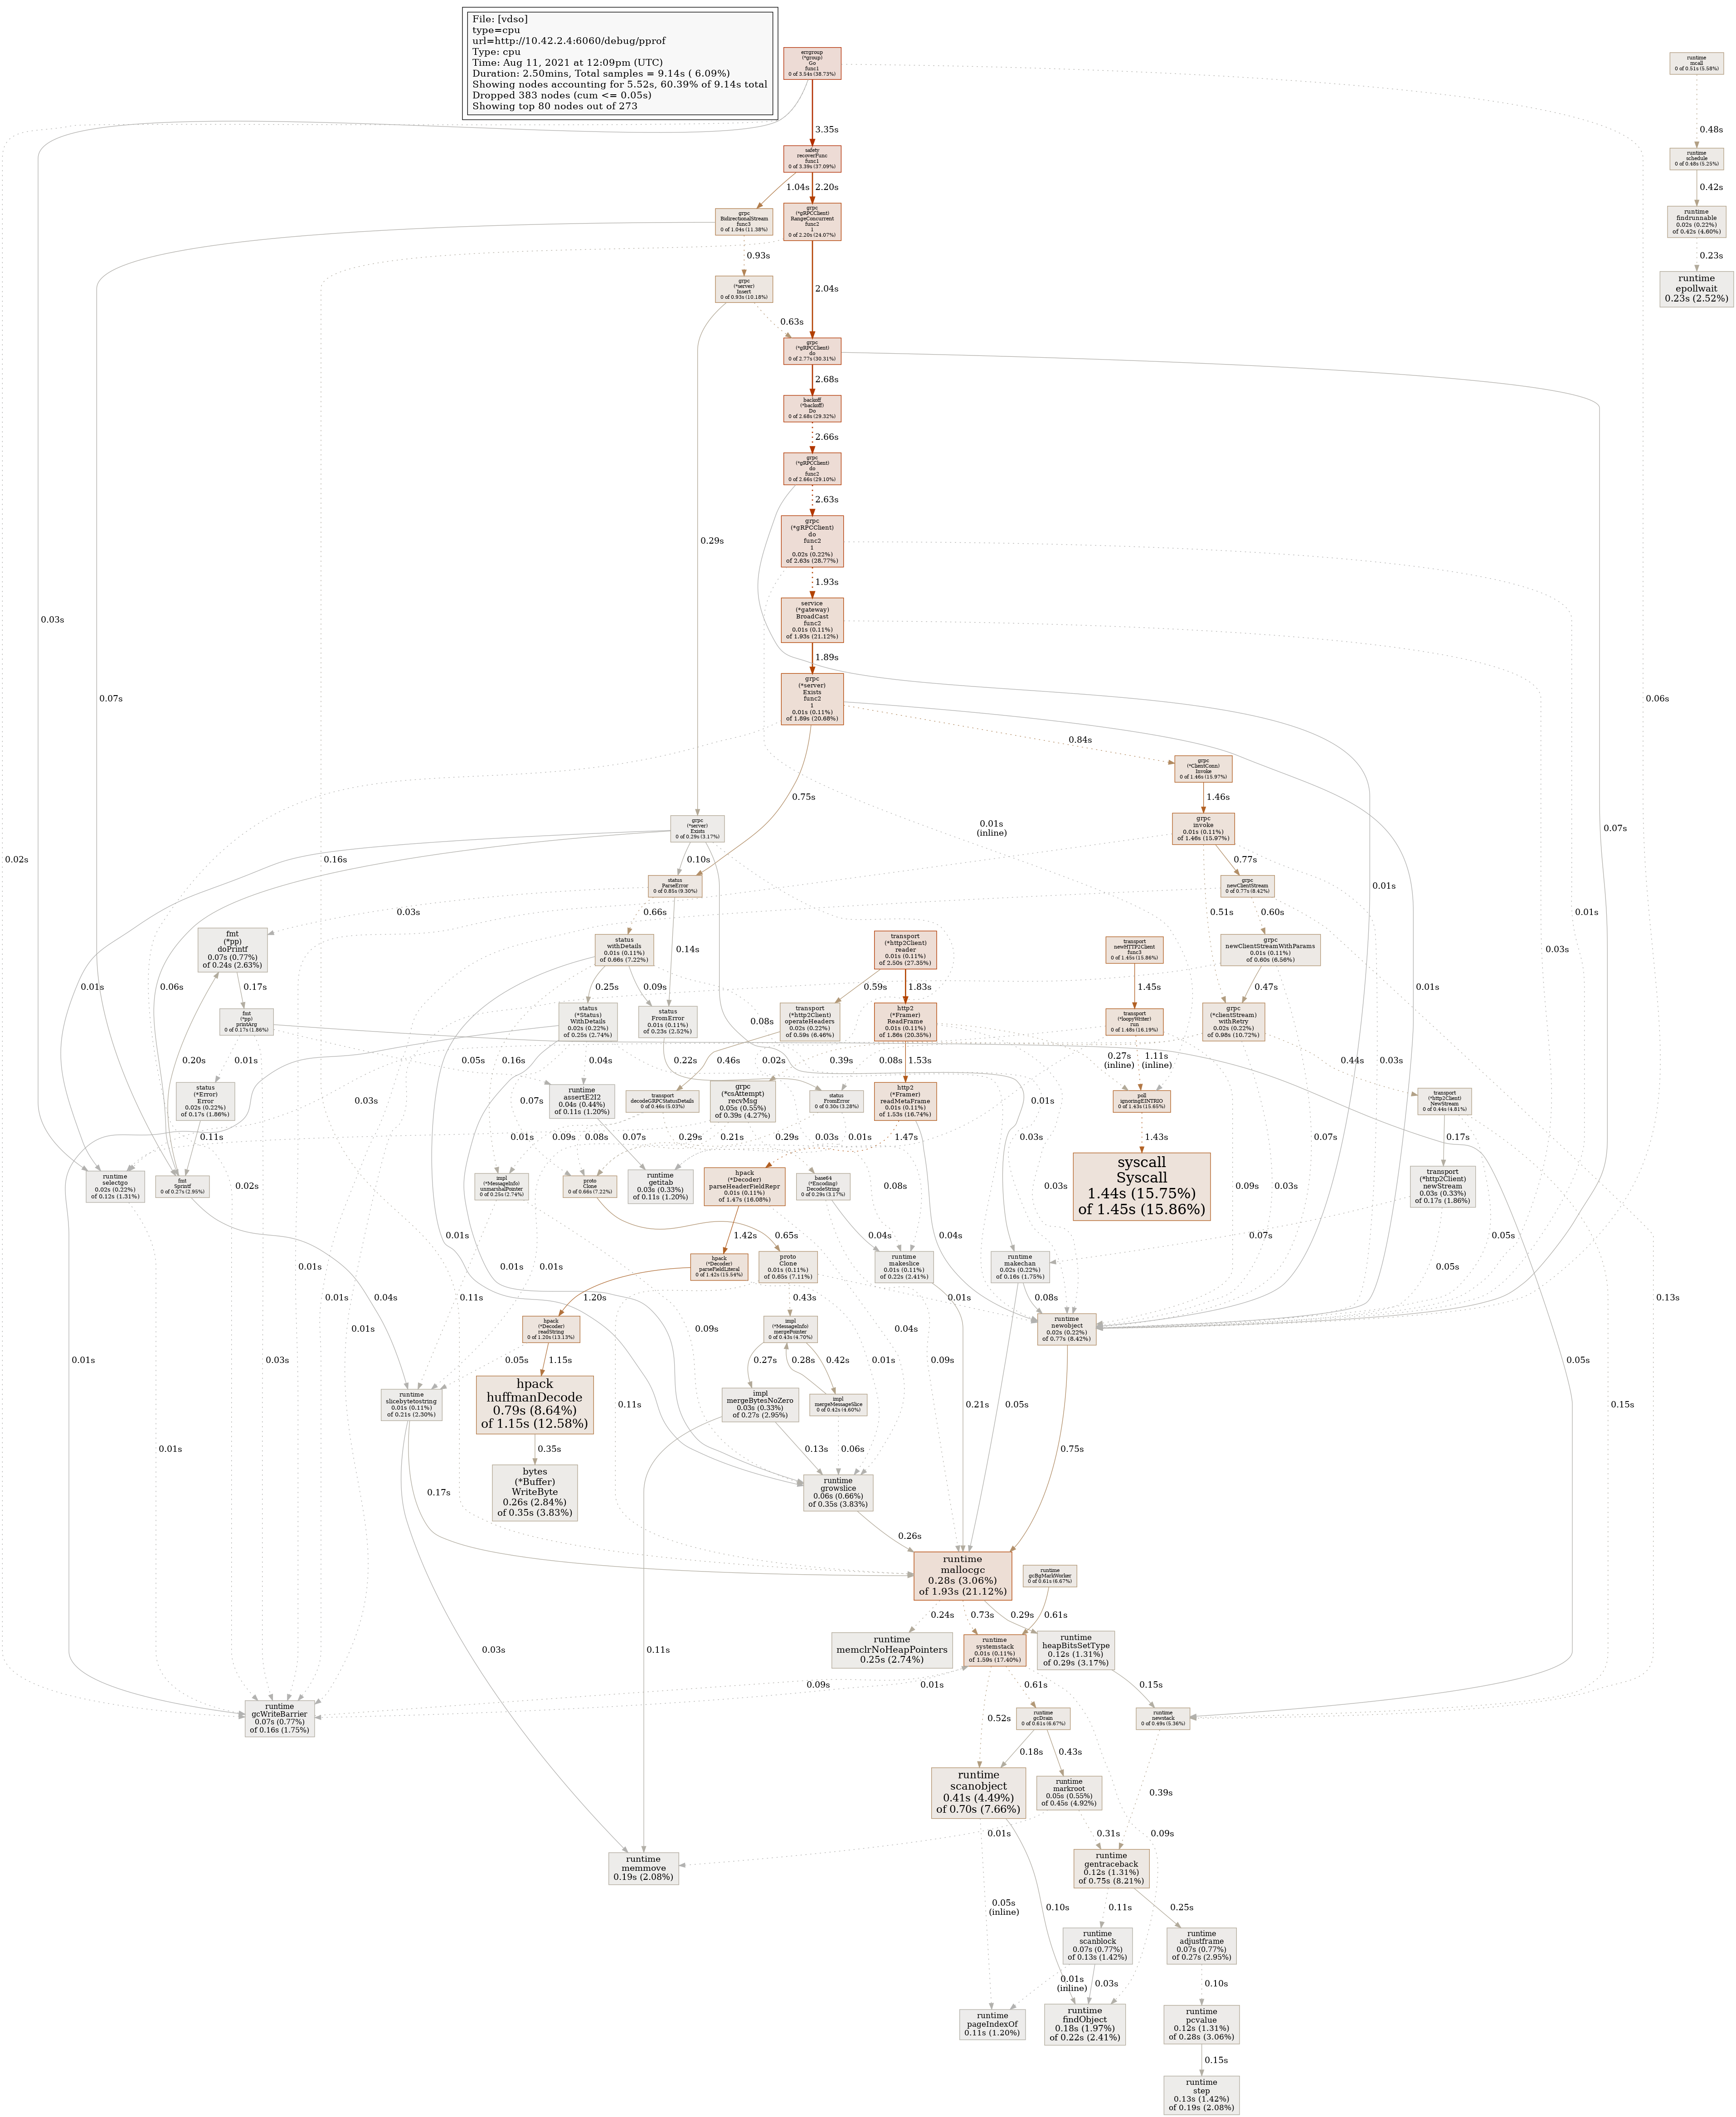 File: [vdso]
type=cpu
url=http://10.42.2.4:6060/debug/pprof
Type: cpu
Time: Aug 11, 2021 at 12:09pm (UTC)
Duration: 2.50mins, Total samples = 9.14s ( 6.09%)
Showing nodes accounting for 5.52s, 60.39% of 9.14s total
Dropped 383 nodes (cum <= 0.05s)
Showing top 80 nodes out of 273
errgroup
(*group)
Go
func1
0 of 3.54s (38.73%)
runtime
mcall
0 of 0.51s (5.58%)
3.35s
0.48s
safety
recoverFunc
func1
0 of 3.39s (37.09%)
runtime
schedule
0 of 0.48s (5.25%)
1.04s
2.20s
0.42s
grpc
BidirectionalStream
func3
0 of 1.04s (11.38%)
grpc
(*gRPCClient)
RangeConcurrent
func2
1
0 of 2.20s (24.07%)
runtime
findrunnable
0.02s (0.22%)
of 0.42s (4.60%)
0.93s
0.23s
grpc
(*server)
Insert
0 of 0.93s (10.18%)
2.04s
runtime
epollwait
0.23s (2.52%)
0.63s
grpc
(*gRPCClient)
do
0 of 2.77s (30.31%)
2.68s
backoff
(*backoff)
Do
0 of 2.68s (29.32%)
2.66s
grpc
(*gRPCClient)
do
func2
0 of 2.66s (29.10%)
2.63s
grpc
(*gRPCClient)
do
func2
1
0.02s (0.22%)
of 2.63s (28.77%)
0.29s
1.93s
0.03s
service
(*gateway)
BroadCast
func2
0.01s (0.11%)
of 1.93s (21.12%)
1.89s
0.07s
grpc
(*server)
Exists
func2
1
0.01s (0.11%)
of 1.89s (20.68%)
0.06s
0.84s
grpc
(*ClientConn)
Invoke
0 of 1.46s (15.97%)
0.75s
1.46s
grpc
(*server)
Exists
0 of 0.29s (3.17%)
0.01s
(inline)
grpc
invoke
0.01s (0.11%)
of 1.46s (15.97%)
0.07s
0.02s
0.16s
0.10s
0.77s
0.01s
status
ParseError
0 of 0.85s (9.30%)
grpc
newClientStream
0 of 0.77s (8.42%)
0.03s
0.66s
0.51s
0.60s
0.01s
fmt
(*pp)
doPrintf
0.07s (0.77%)
of 0.24s (2.63%)
status
withDetails
0.01s (0.11%)
of 0.66s (7.22%)
0.14s
transport
(*http2Client)
reader
0.01s (0.11%)
of 2.50s (27.35%)
transport
newHTTP2Client
func3
0 of 1.45s (15.86%)
grpc
newClientStreamWithParams
0.01s (0.11%)
of 0.60s (6.56%)
0.03s
0.01s
0.06s
0.17s
0.25s
0.09s
0.08s
0.59s
1.83s
1.45s
0.47s
0.01s
fmt
(*pp)
printArg
0 of 0.17s (1.86%)
status
(*Status)
WithDetails
0.02s (0.22%)
of 0.25s (2.74%)
status
FromError
0.01s (0.11%)
of 0.23s (2.52%)
transport
(*http2Client)
operateHeaders
0.02s (0.22%)
of 0.59s (6.46%)
http2
(*Framer)
ReadFrame
0.01s (0.11%)
of 1.86s (20.35%)
transport
(*loopyWriter)
run
0 of 1.48s (16.19%)
grpc
(*clientStream)
withRetry
0.02s (0.22%)
of 0.98s (10.72%)
0.20s
0.01s
0.03s
0.05s
0.16s
0.04s
0.22s
0.46s
0.02s
0.39s
0.08s
1.53s
0.27s
(inline)
1.11s
(inline)
0.44s
0.03s
status
(*Error)
Error
0.02s (0.22%)
of 0.17s (1.86%)
runtime
assertE2I2
0.04s (0.44%)
of 0.11s (1.20%)
transport
decodeGRPCStatusDetails
0 of 0.46s (5.03%)
grpc
(*csAttempt)
recvMsg
0.05s (0.55%)
of 0.39s (4.27%)
status
FromError
0 of 0.30s (3.28%)
http2
(*Framer)
readMetaFrame
0.01s (0.11%)
of 1.53s (16.74%)
0.01s
poll
ignoringEINTRIO
0 of 1.43s (15.65%)
transport
(*http2Client)
NewStream
0 of 0.44s (4.81%)
0.07s
0.11s
0.01s
0.09s
0.08s
0.07s
0.29s
0.21s
0.29s
0.03s
0.01s
1.47s
0.03s
1.43s
0.07s
0.17s
runtime
selectgo
0.02s (0.22%)
of 0.12s (1.31%)
fmt
Sprintf
0 of 0.27s (2.95%)
0.02s
impl
(*MessageInfo)
unmarshalPointer
0 of 0.25s (2.74%)
proto
Clone
0 of 0.66s (7.22%)
runtime
getitab
0.03s (0.33%)
of 0.11s (1.20%)
hpack
(*Decoder)
parseHeaderFieldRepr
0.01s (0.11%)
of 1.47s (16.08%)
base64
(*Encoding)
DecodeString
0 of 0.29s (3.17%)
0.08s
0.03s
0.03s
syscall
Syscall
1.44s (15.75%)
of 1.45s (15.86%)
0.09s
0.03s
transport
(*http2Client)
newStream
0.03s (0.33%)
of 0.17s (1.86%)
0.01s
1.42s
0.65s
0.04s
0.04s
0.07s
0.05s
0.01s
0.01s
0.01s
hpack
(*Decoder)
parseFieldLiteral
0 of 1.42s (15.54%)
proto
Clone
0.01s (0.11%)
of 0.65s (7.11%)
runtime
makeslice
0.01s (0.11%)
of 0.22s (2.41%)
runtime
makechan
0.02s (0.22%)
of 0.16s (1.75%)
0.05s
0.04s
0.01s
0.11s
1.20s
0.43s
0.01s
0.08s
0.13s
0.01s
0.01s
hpack
(*Decoder)
readString
0 of 1.20s (13.13%)
0.09s
impl
(*MessageInfo)
mergePointer
0 of 0.43s (4.70%)
0.04s
runtime
newobject
0.02s (0.22%)
of 0.77s (8.42%)
0.01s
0.03s
0.05s
1.15s
0.27s
0.28s
0.42s
0.01s
0.09s
0.05s
runtime
slicebytetostring
0.01s (0.11%)
of 0.21s (2.30%)
hpack
huffmanDecode
0.79s (8.64%)
of 1.15s (12.58%)
0.11s
impl
mergeBytesNoZero
0.03s (0.33%)
of 0.27s (2.95%)
impl
mergeMessageSlice
0 of 0.42s (4.60%)
0.21s
0.05s
0.15s
0.01s
0.35s
0.13s
0.06s
0.75s
0.17s
bytes
(*Buffer)
WriteByte
0.26s (2.84%)
of 0.35s (3.83%)
runtime
growslice
0.06s (0.66%)
of 0.35s (3.83%)
0.26s
runtime
mallocgc
0.28s (3.06%)
of 1.93s (21.12%)
runtime
gcBgMarkWorker
0 of 0.61s (6.67%)
0.03s
0.11s
0.24s
0.73s
0.29s
0.61s
runtime
memclrNoHeapPointers
0.25s (2.74%)
runtime
systemstack
0.01s (0.11%)
of 1.59s (17.40%)
runtime
heapBitsSetType
0.12s (1.31%)
of 0.29s (3.17%)
0.09s
0.01s
0.61s
0.15s
runtime
gcWriteBarrier
0.07s (0.77%)
of 0.16s (1.75%)
0.52s
runtime
gcDrain
0 of 0.61s (6.67%)
runtime
newstack
0 of 0.49s (5.36%)
0.18s
0.43s
runtime
scanobject
0.41s (4.49%)
of 0.70s (7.66%)
runtime
markroot
0.05s (0.55%)
of 0.45s (4.92%)
0.39s
0.01s
0.31s
0.09s
runtime
memmove
0.19s (2.08%)
runtime
gentraceback
0.12s (1.31%)
of 0.75s (8.21%)
0.05s
(inline)
0.10s
0.11s
0.25s
runtime
scanblock
0.07s (0.77%)
of 0.13s (1.42%)
runtime
adjustframe
0.07s (0.77%)
of 0.27s (2.95%)
0.01s
(inline)
0.03s
0.10s
runtime
pageIndexOf
0.11s (1.20%)
runtime
findObject
0.18s (1.97%)
of 0.22s (2.41%)
runtime
pcvalue
0.12s (1.31%)
of 0.28s (3.06%)
0.15s
runtime
step
0.13s (1.42%)
of 0.19s (2.08%)